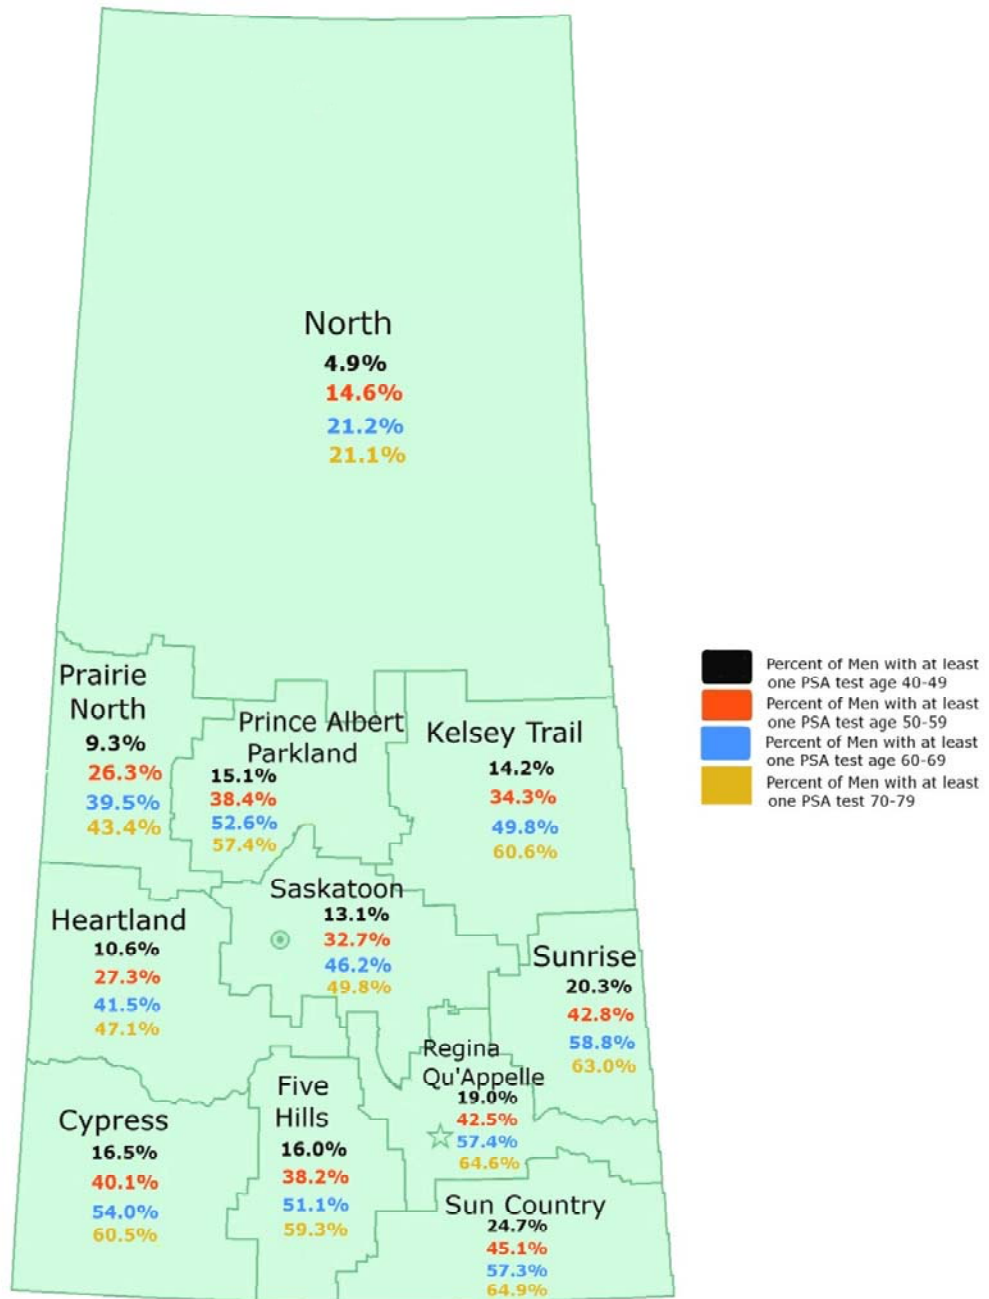 North
4.9%
14.6%
21.2%
21.1%
Prairie
North
9.3%
26.3%
39.5%
43.4%
Prince Albert
Parkland
15.1%
38.4%
52.6%
57.4%
Kelsey Trail
14.2%
34.3%
49.8%
60.6%
Percent of Men with at least
one PSA test age 40-49
Percent of Men with at least
one PSA test age 50-59
Percent of Men with at least
one PSA test age 60-69
Percent of Men with at least
one PSA test 70-79
Heartland
10.6%
27.3%
41.5%
47.1%
Saskatoon
13.1%
32.7%
46.2%
49.8%
Sunrise
20.3%
42.8%
58.8%
63.0%
Regina
Qu'Appelle
19.0%
42.5%
57.4%
64.6%
Cypress
16.5%
40.1%
54.0%
60.5%
Five
Hills
16.0%
38.2%
51.1%
59.3%
Sun Country
24.7%
45.1%
57.3%
64.9%